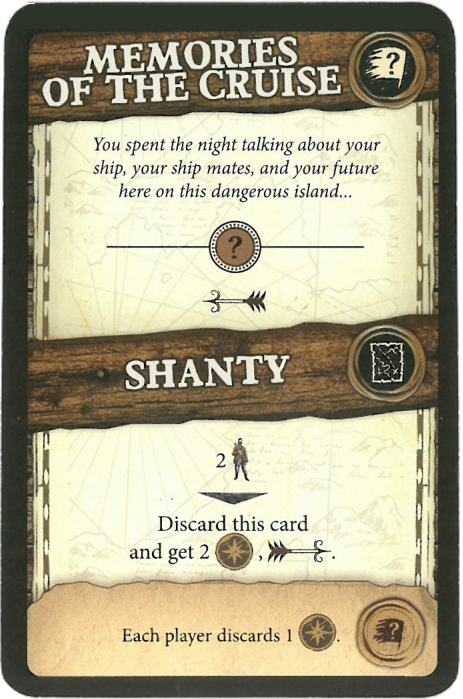 MEMORIES
OF THE CRUISE
?
You spent the night talking about your
ship, your ship mates, and your future
here on this dangerous island...
?
SHANTY
2
Discard this card
and get 2 , .
Each player discards 1 .
?